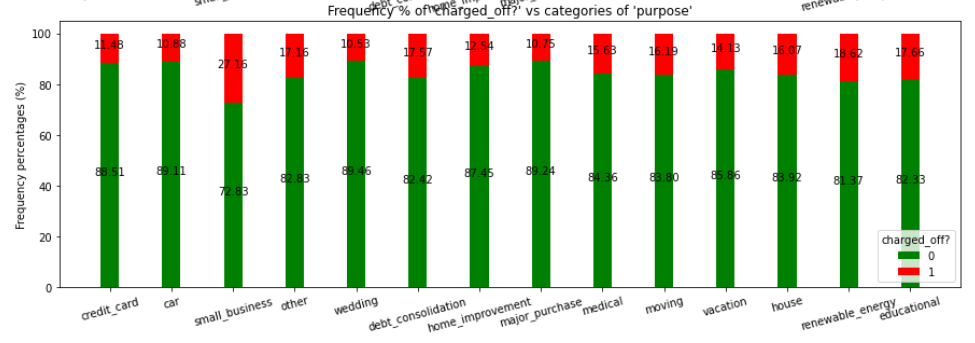 Frequency % of 'charged_off?' vs categories of 'purpose'
Frequency percentages (%)
100
80
60
40
20
0
11.48 10.88 27.16 17.16 10.53 17.57 12.54 10.75 15.63 16.19 14.13 16.07 18.62 17.66
88.51 89.11 72.83 82.83 89.46 82.42 87.45 89.24 84.36 83.80 85.86 83.92 81.37 82.33
charged_off?
0
1
credit_card car small_business other wedding debt_consolidation home_improvement major_purchase medical moving vacation house renewable_energy educational